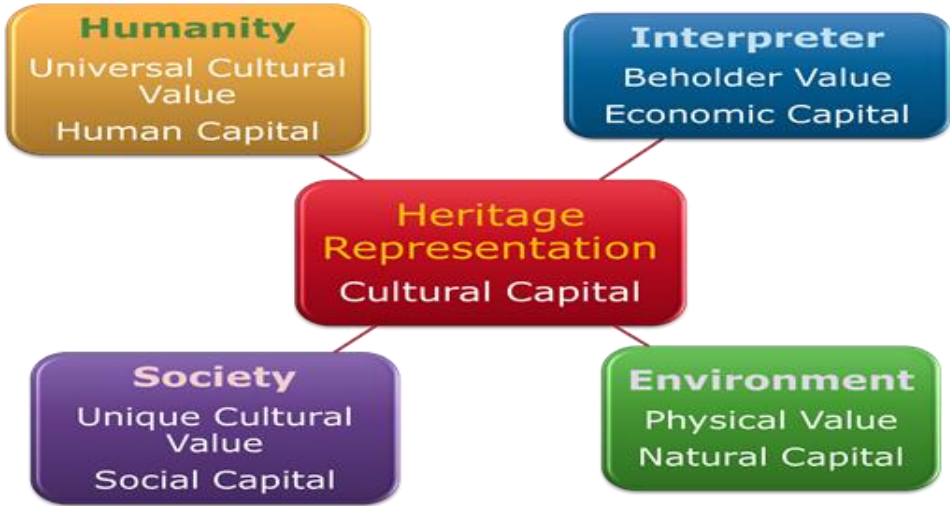 Humanity
Universal Cultural
Value
Human Capital
Interpreter
Beholder Value
Economic Capital
Heritage
Representation
Cultural Capital
Society
Unique Cultural
Value
Social Capital
Environment
Physical Value
Natural Capital